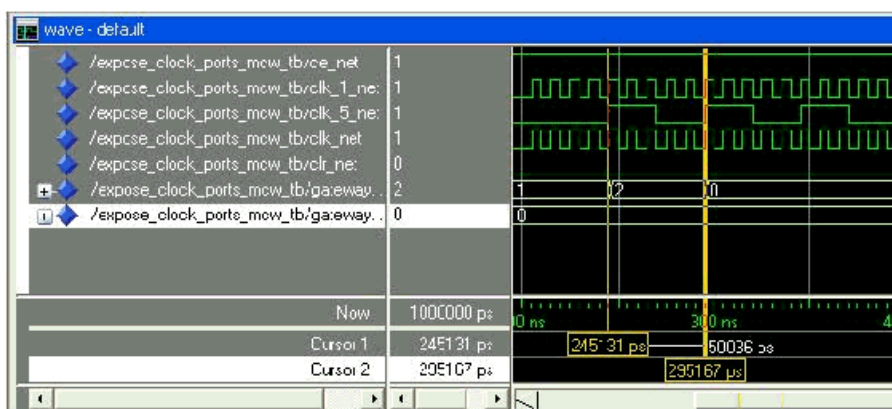 wave - default
/expose_clock_ports_mcw_tb/ce_net 1
/expose_clock_ports_mcw_tb/clk_1_ne: 1
/expose_clock_ports_mcw_tb/clk_5_ne: 1
/expose_clock_ports_mcw_tb/clk_net 1
/expose_clock_ports_mcw_tb/clr_ne: 0
/expose_clock_ports_mcw_tb/gateway... 2 1 2 0
/expose_clock_ports_mcw_tb/gateway... 0 0
Now 1000000 ps 00 ns 300 ns 4
Cursor 1 245131 ps 245131 ps 50036 ps
Cursor 2 295167 ps 295167 ps